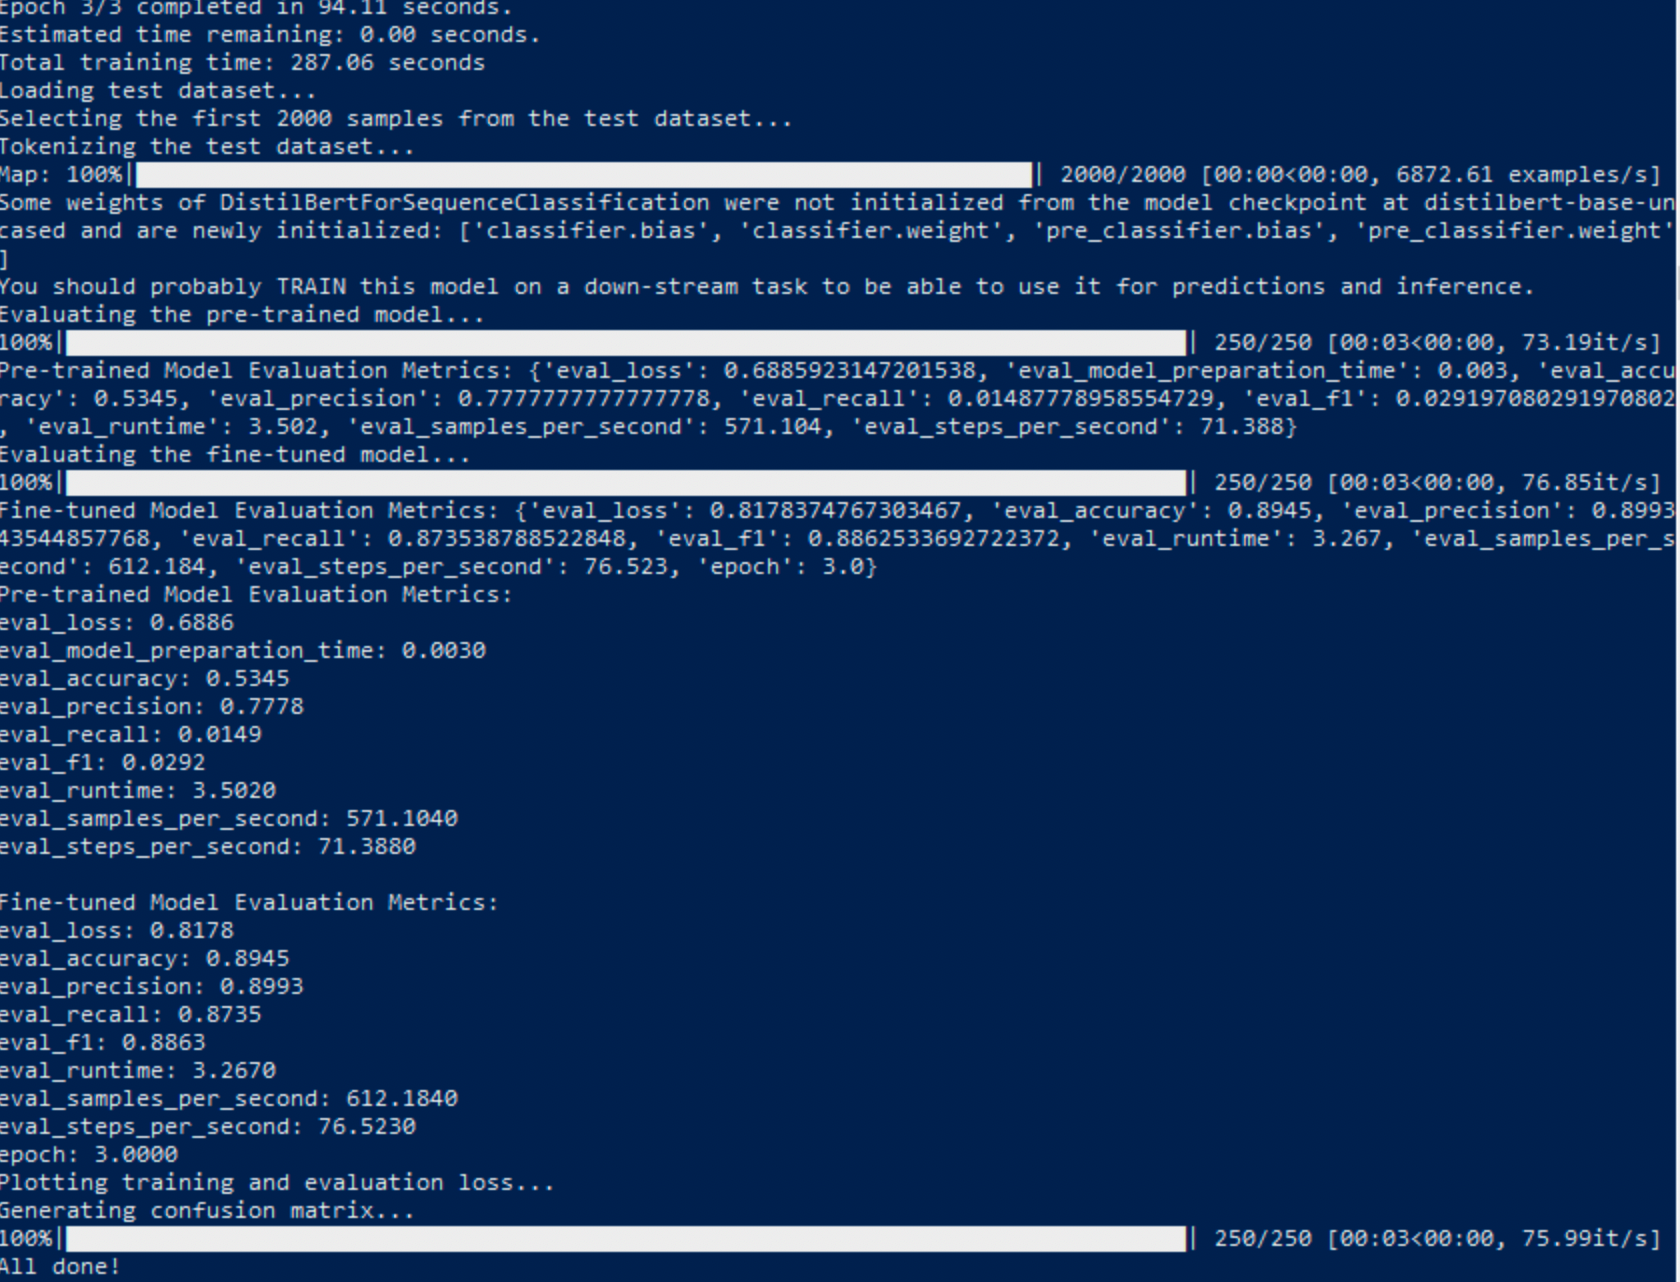 Epoch 3/3 completed in 94.11 seconds.
Estimated time remaining: 0.00 seconds.
Total training time: 287.06 seconds
Loading test dataset...
Selecting the first 2000 samples from the test dataset...
Tokenizing the test dataset...
Map: 100%| | 2000/2000 [00:00<00:00, 6872.61 examples/s]
Some weights of DistilBertForSequenceClassification were not initialized from the model checkpoint at distilbert-base-un
cased and are newly initialized: ['classifier.bias', 'classifier.weight', 'pre_classifier.bias', 'pre_classifier.weight'
]
You should probably TRAIN this model on a down-stream task to be able to use it for predictions and inference.
Evaluating the pre-trained model...
100%| | 250/250 [00:03<00:00, 73.19it/s]
Pre-trained Model Evaluation Metrics: {'eval_loss': 0.6885923147201538, 'eval_model_preparation_time': 0.003, 'eval_accu
racy': 0.5345, 'eval_precision': 0.7777777777777778, 'eval_recall': 0.01487778958554729, 'eval_f1': 0.029197080291970802
, 'eval_runtime': 3.502, 'eval_samples_per_second': 571.104, 'eval_steps_per_second': 71.388}
Evaluating the fine-tuned model...
100%| | 250/250 [00:03<00:00, 76.85it/s]
Fine-tuned Model Evaluation Metrics: {'eval_loss': 0.8178374767303467, 'eval_accuracy': 0.8945, 'eval_precision': 0.8993
43544857768, 'eval_recall': 0.873538788522848, 'eval_f1': 0.8862533692722372, 'eval_runtime': 3.267, 'eval_samples_per_s
econd': 612.184, 'eval_steps_per_second': 76.523, 'epoch': 3.0}
Pre-trained Model Evaluation Metrics:
eval_loss: 0.6886
eval_model_preparation_time: 0.0030
eval_accuracy: 0.5345
eval_precision: 0.7778
eval_recall: 0.0149
eval_f1: 0.0292
eval_runtime: 3.5020
eval_samples_per_second: 571.1040
eval_steps_per_second: 71.3880
Fine-tuned Model Evaluation Metrics:
eval_loss: 0.8178
eval_accuracy: 0.8945
eval_precision: 0.8993
eval_recall: 0.8735
eval_f1: 0.8863
eval_runtime: 3.2670
eval_samples_per_second: 612.1840
eval_steps_per_second: 76.5230
epoch: 3.0000
Plotting training and evaluation loss...
Generating confusion matrix...
100%| | 250/250 [00:03<00:00, 75.99it/s]
All done!